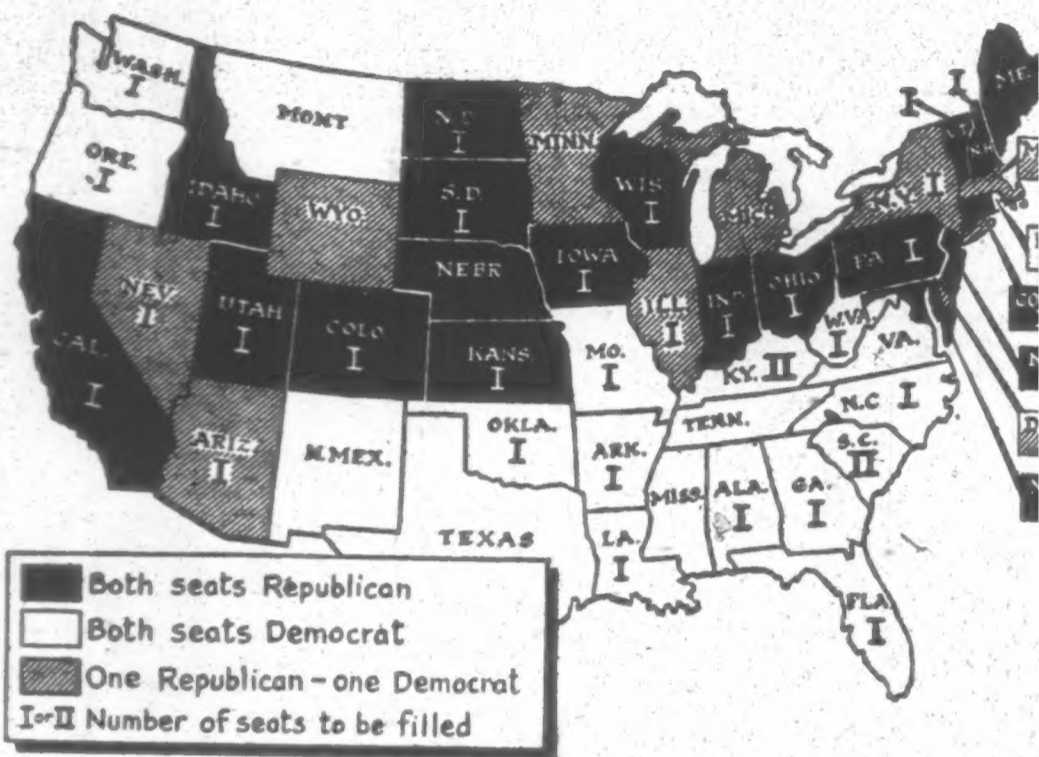 WASH.
I
MONT
N.D.
I
MINN.
ORE.
I
IDAHO
I
WYO.
S.D.
I
WIS
I
MICH.
N.Y. I
I
I
VT.
N.H.
ME.
NEBR
IOWA
I
ILL.
I
IND.
I
OHIO
I
PA I
NEV.
I
UTAH
I
COLO
I
KANS.
I
MO.
I
KY. II
W.VA.
I
VA.
CAL.
I
ARIZ
I
N.MEX.
OKLA.
I
ARK.
I
TENN.
N.C I
S.C.
II
TEXAS
LA.
I
MISS.
ALA.
I
GA.
I
FLA.
I
Both seats Republican
Both seats Democrat
One Republican – one Democrat
I or II Number of seats to be filled